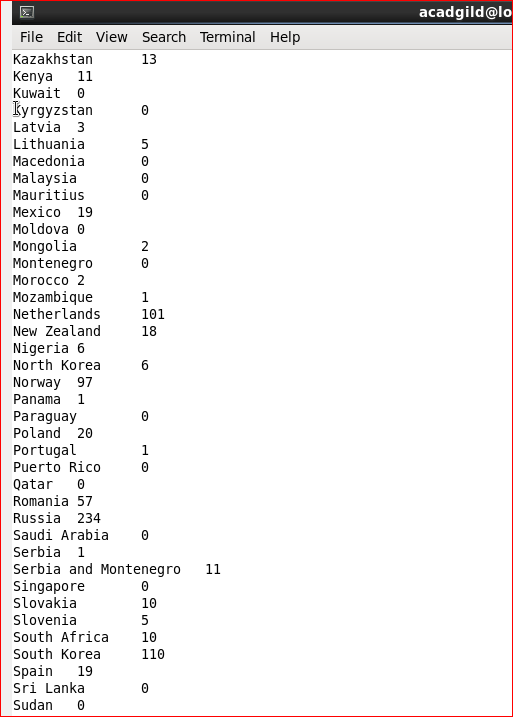 acadgild@lo
File Edit View Search Terminal Help
Kazakhstan 13
Kenya 11
Kuwait 0
Kyrgyzstan 0
Latvia 3
Lithuania 5
Macedonia 0
Malaysia 0
Mauritius 0
Mexico 19
Moldova 0
Mongolia 2
Montenegro 0
Morocco 2
Mozambique 1
Netherlands 101
New Zealand 18
Nigeria 6
North Korea 6
Norway 97
Panama 1
Paraguay 0
Poland 20
Portugal 1
Puerto Rico 0
Qatar 0
Romania 57
Russia 234
Saudi Arabia 0
Serbia 1
Serbia and Montenegro 11
Singapore 0
Slovakia 10
Slovenia 5
South Africa 10
South Korea 110
Spain 19
Sri Lanka 0
Sudan 0